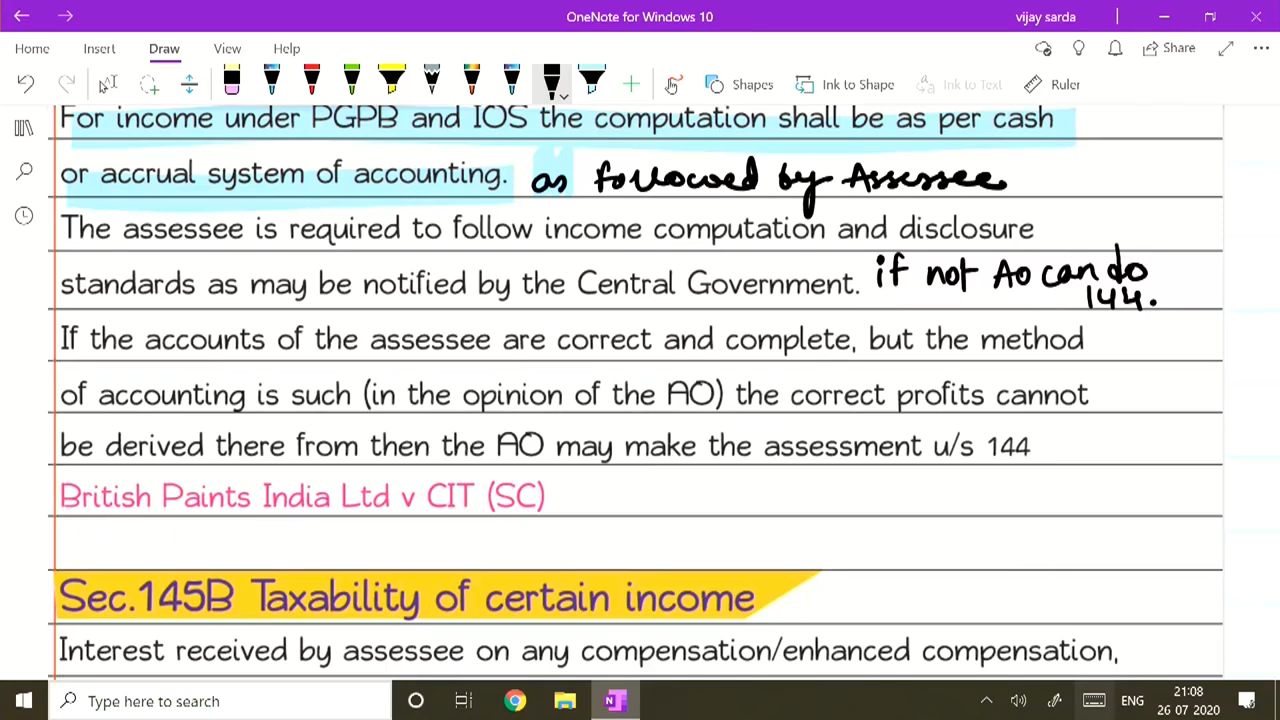 OneNote for Windows 10
vijay sarda
Home Insert Draw View Help
Share
Shapes Ink to Shape Ink to Text Ruler
For income under PGPB and IOS the computation shall be as per cash
or accrual system of accounting. as followed by Assessee
The assessee is required to follow income computation and disclosure
standards as may be notified by the Central Government. if not Ao can do
144.
If the accounts of the assessee are correct and complete, but the method
of accounting is such (in the opinion of the AO) the correct profits cannot
be derived there from then the AO may make the assessment u/s 144
British Paints India Ltd v CIT (SC)
Sec.145B Taxability of certain income
Interest received by assessee on any compensation/enhanced compensation,
Type here to search
ENG
21:08
26-07-2020